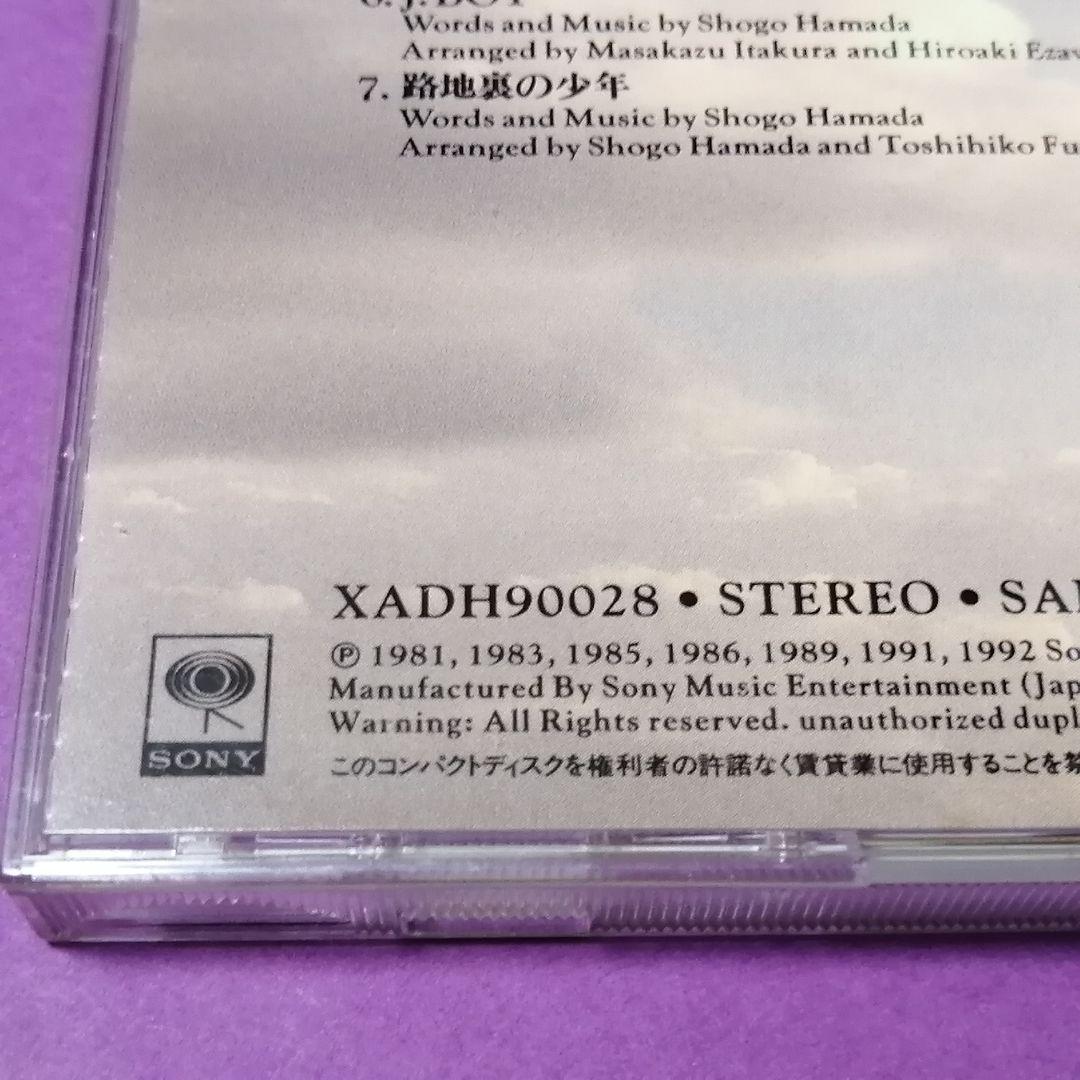 6. J. BOY
Words and Music by Shogo Hamada
Arranged by Masakazu Itakura and Hiroaki
7. 路地裏の少年
Words and Music by Shogo Hamada
Arranged by Shogo Hamada and Toshihiko
XADH90028 • STEREO •
Ⓟ 1981, 1983, 1985, 1986, 1989, 1991, 1992
Manufactured By Sony Music Entertainment
Warning: All Rights reserved. unauthorized
このコンパクトディスクを権利者の許諾なく賃貸業に使用することを
SONY